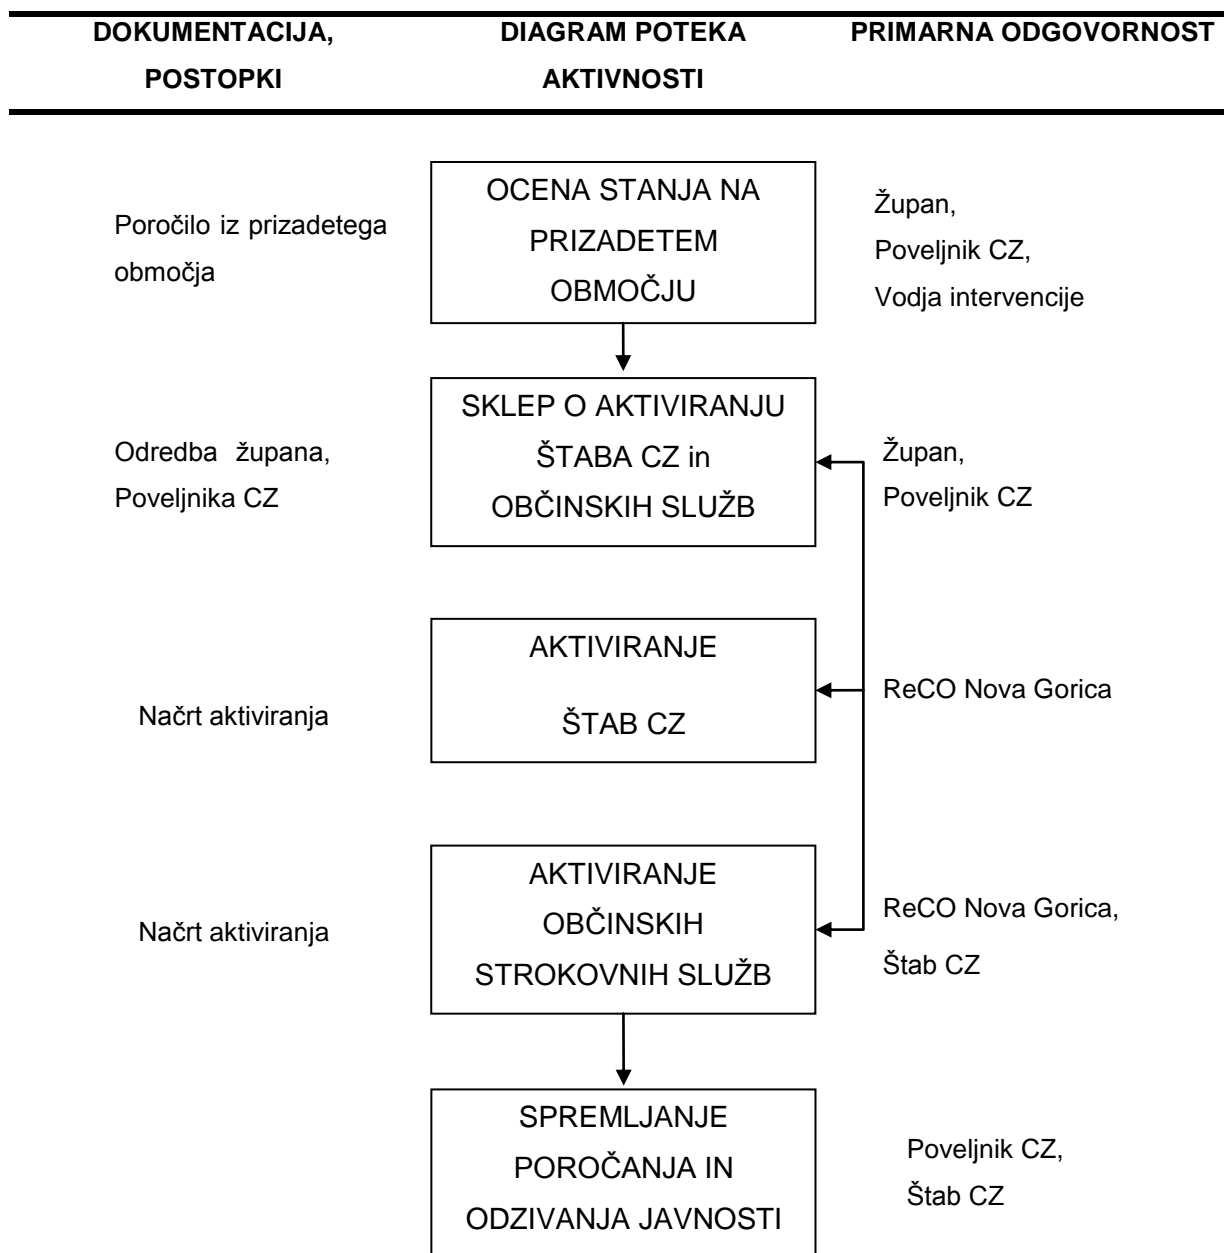 DOKUMENTACIJA,
POSTOPKI
DIAGRAM POTEKA
AKTIVNOSTI
PRIMARNA ODGOVORNOST
Poročilo iz prizadetega
območja
OCENA STANJA NA
PRIZADETEM
OBMOČJU
Župan,
Poveljnik CZ,
Vodja intervencije
Odredba župana,
Poveljnika CZ
SKLEP O AKTIVIRANJU
ŠTABA CZ in
OBČINSKIH SLUŽB
Župan,
Poveljnik CZ
Načrt aktiviranja
AKTIVIRANJE
ŠTAB CZ
ReCO Nova Gorica
Načrt aktiviranja
AKTIVIRANJE
OBČINSKIH
STROKOVNIH SLUŽB
ReCO Nova Gorica,
Štab CZ
SPREMLJANJE
POROČANJA IN
ODZIVANJA JAVNOSTI
Poveljnik CZ,
Štab CZ